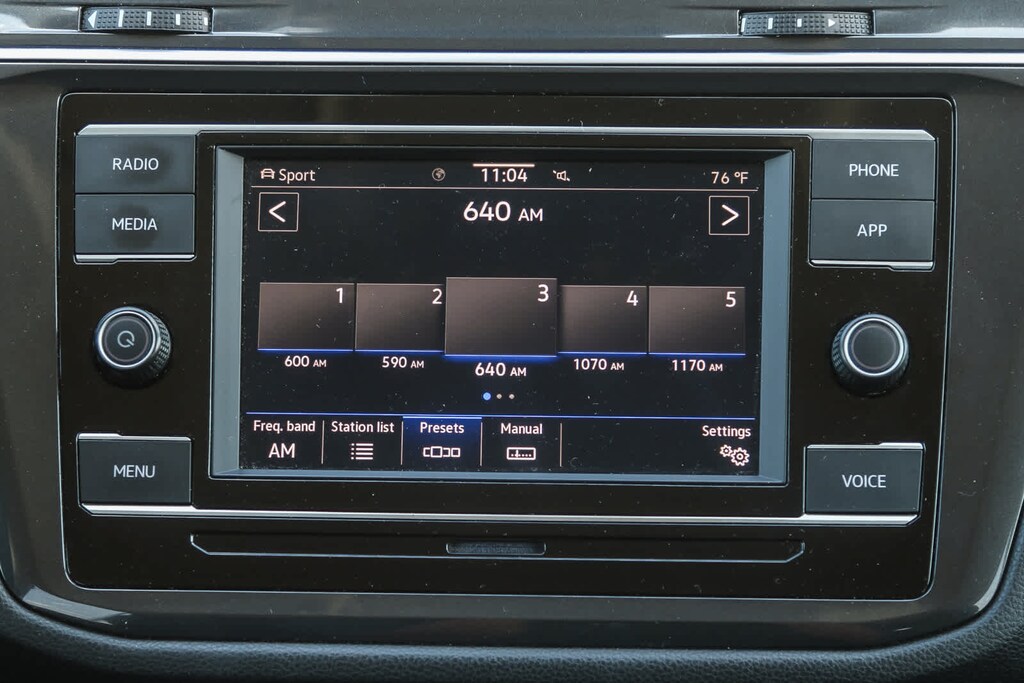 RADIO
MEDIA
MENU
Sport
11:04
76 °F
640 AM
1
2
3
4
5
600 AM
590 AM
640 AM
1070 AM
1170 AM
Freq. band
AM
Station list
Presets
Manual
Settings
PHONE
APP
VOICE